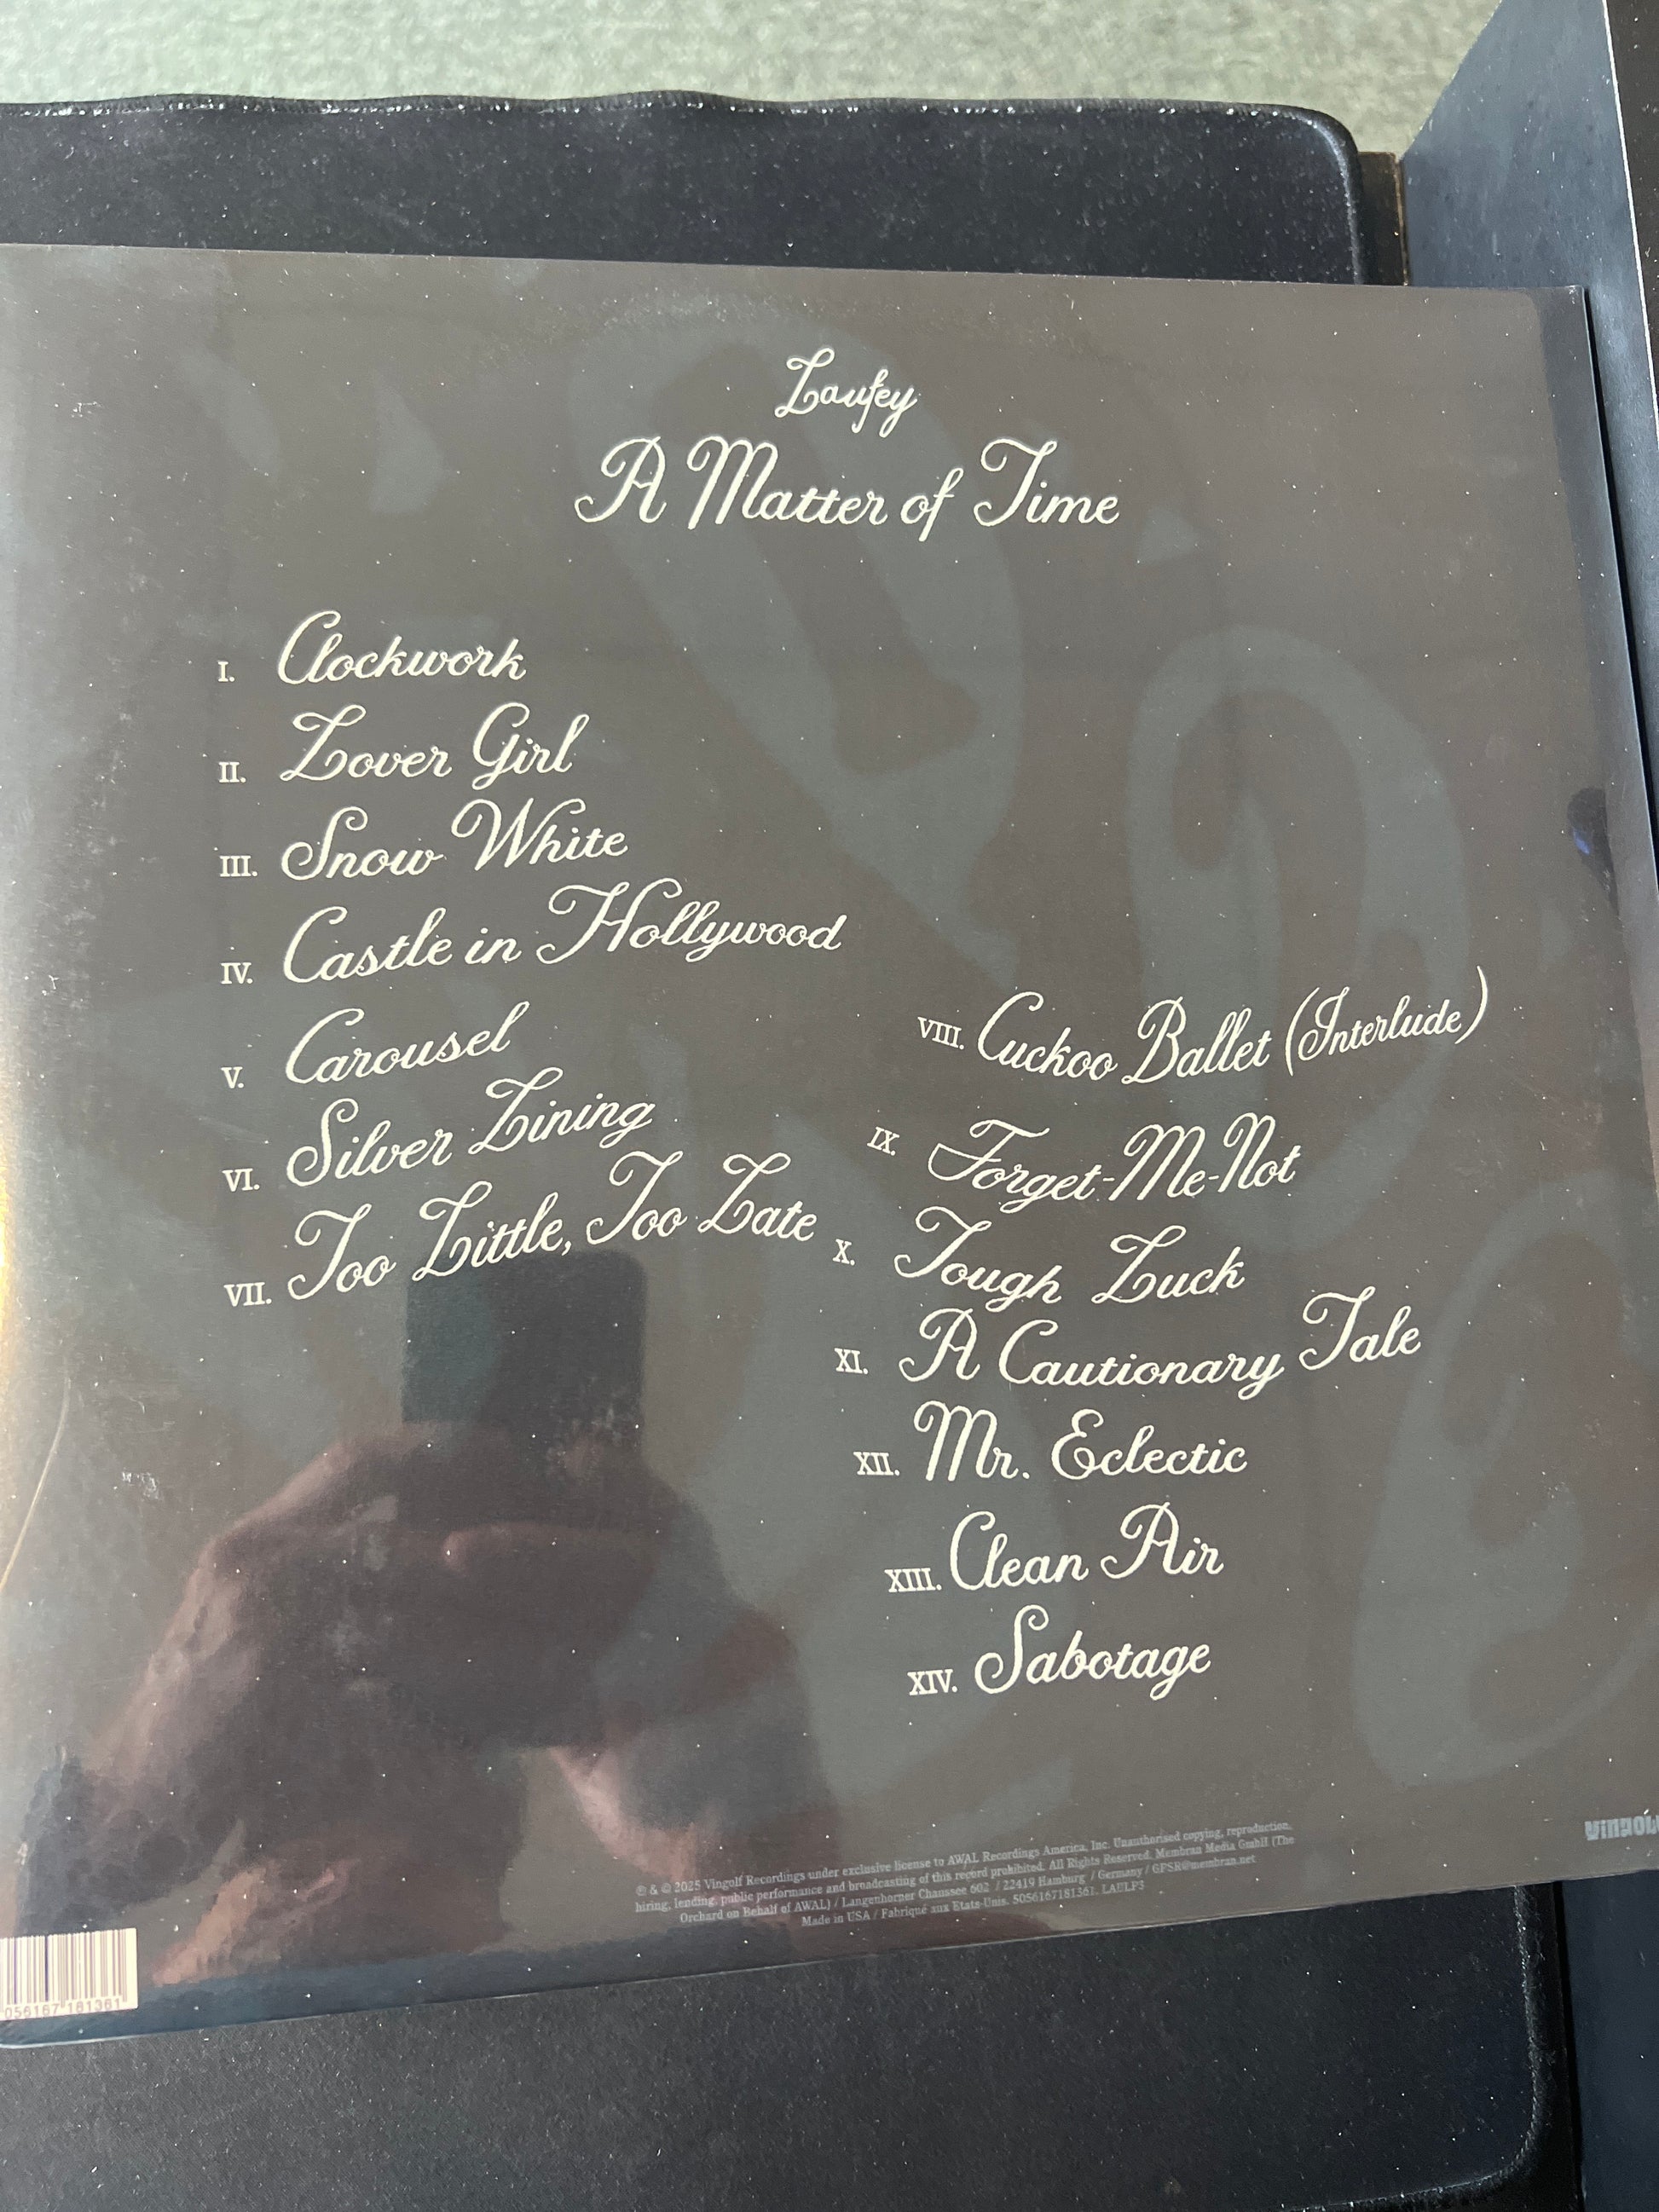 Laufey
A Matter of Time
I. Clockwork
II. Lover Girl
III. Snow White
IV. Castle in Hollywood
V. Carousel
VI. Silver Lining
VII. Too Little, Too Late
VIII. Cuckoo Ballet (Interlude)
IX. Forget-Me-Not
X. Tough Luck
XI. A Cautionary Tale
XII. Mr. Eclectic
XIII. Clean Air
XIV. Sabotage
℗ & © 2025 Vingolf Recordings under exclusive license to AWAL Recordings America, Inc. Unauthorised copying, reproduction,
hiring, lending, public performance and broadcasting of this record prohibited. All Rights Reserved. Membran Media GmbH (The
Orchard on Behalf of AWAL) / Langenhorner Chaussee 602 / 22419 Hamburg / Germany / GPSR@membran.net
Made in USA / Fabriqué aux Etats-Unis. 5056167181361. LAULP3
056167 181361